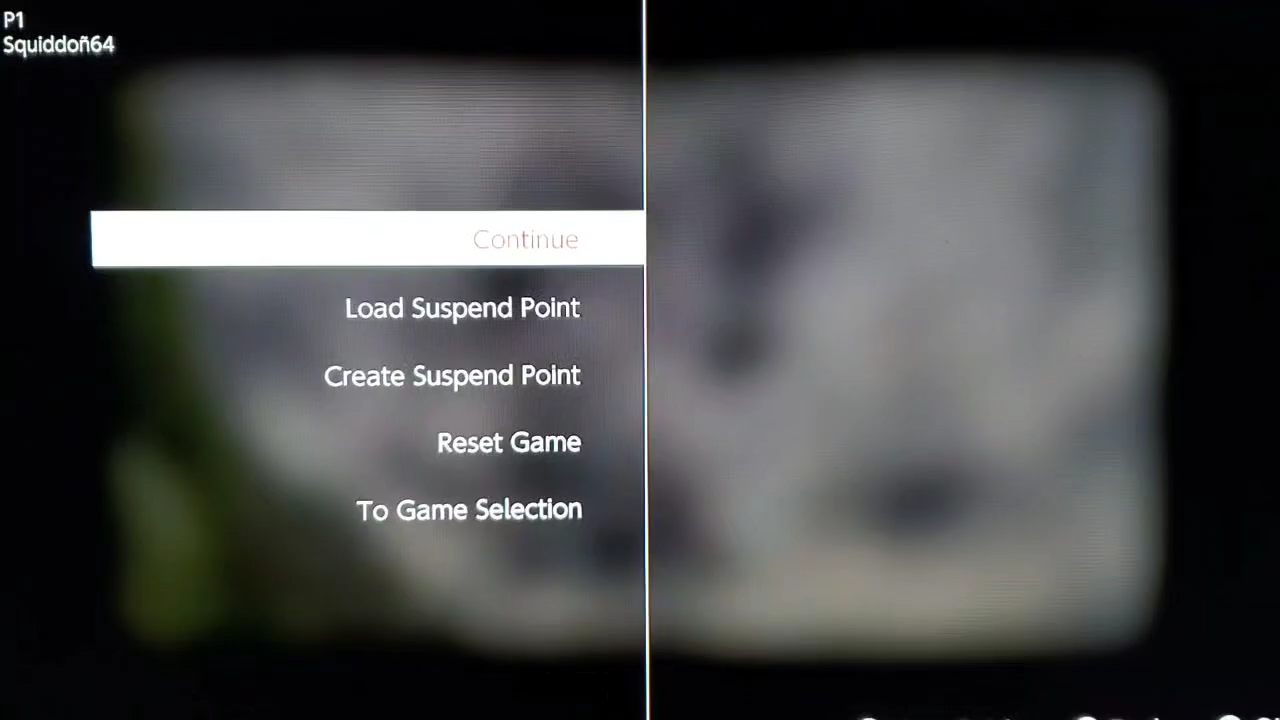 P1
Squiddoñ64
Continue
Load Suspend Point
Create Suspend Point
Reset Game
To Game Selection